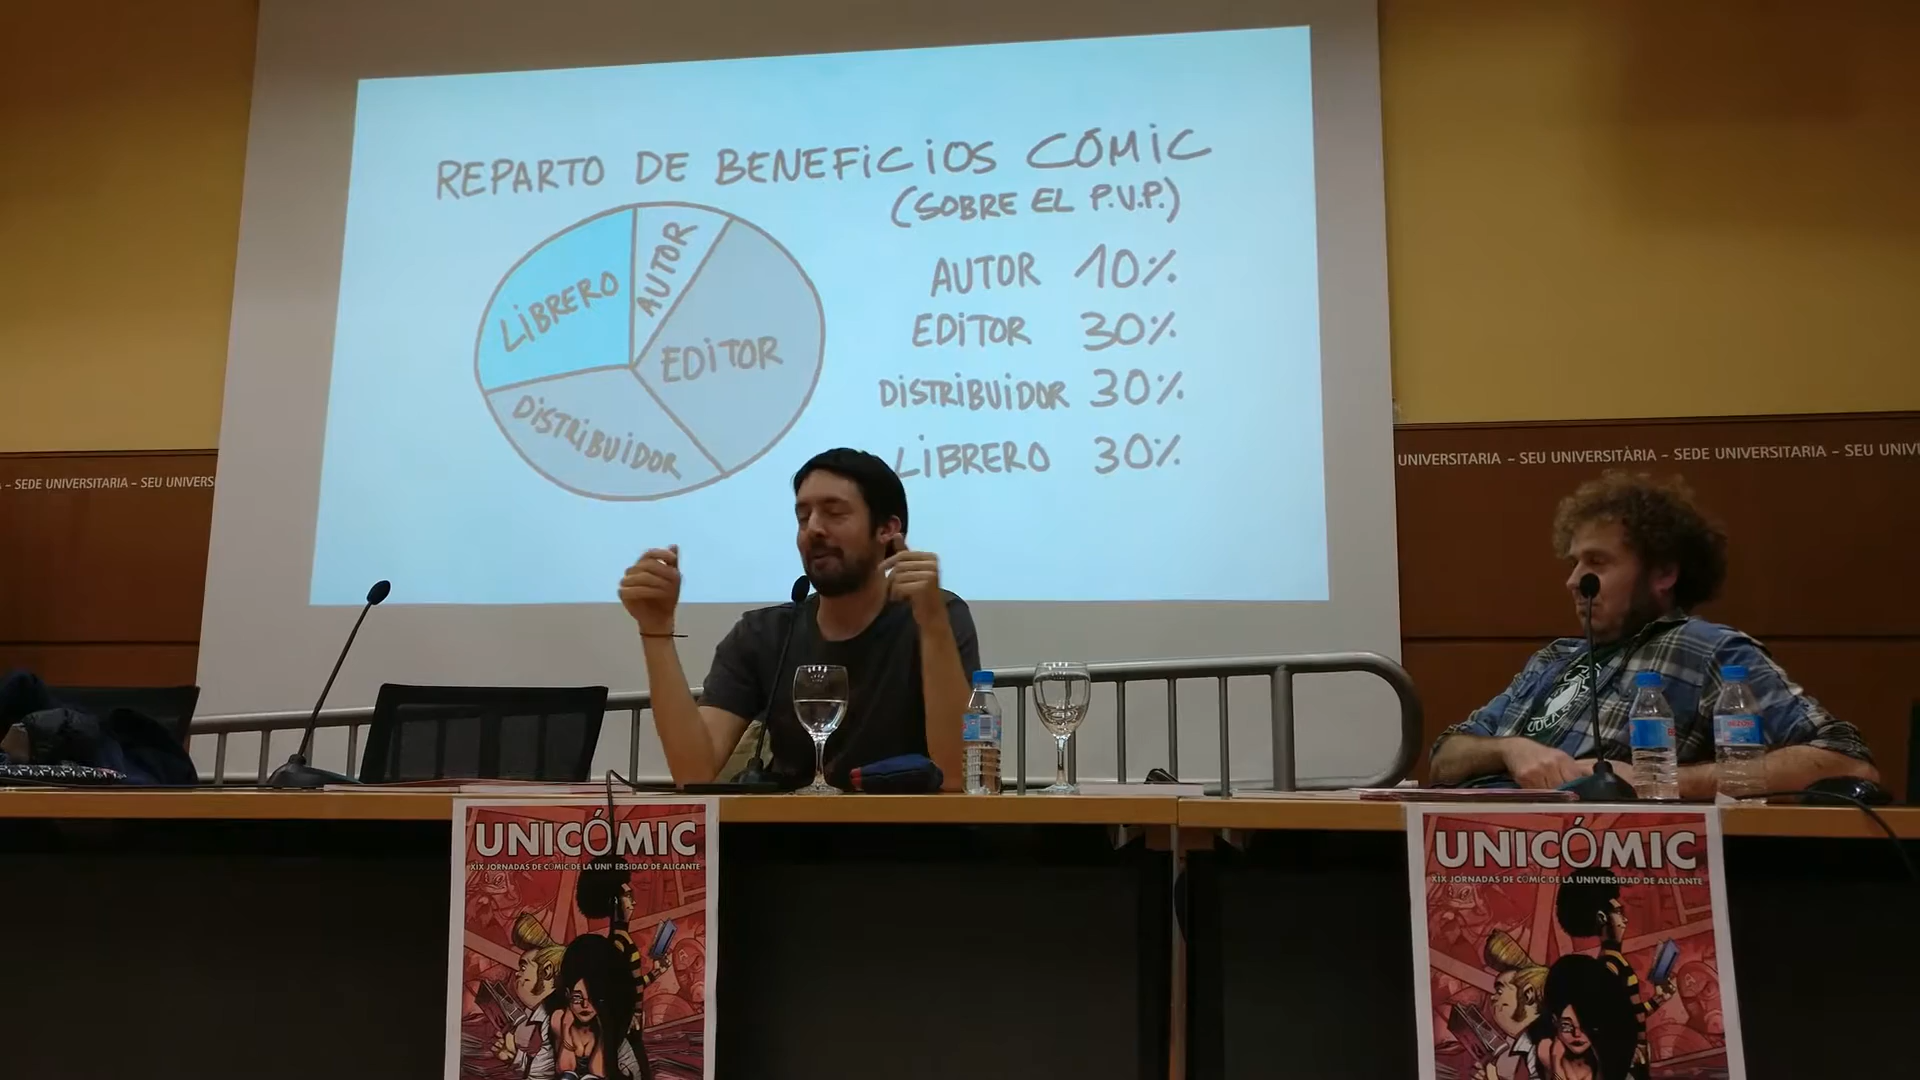 REPARTO DE BENEFICIOS CÓMIC
(SOBRE EL P.V.P.)
LIBRERO
AUTOR
EDITOR
DISTRIBUIDOR
AUTOR 10%
EDITOR 30%
DISTRIBUIDOR 30%
LIBRERO 30%
- SEDE UNIVERSITARIA - SEU UNIVERS
UNIVERSITARIA - SEU UNIVERSITÀRIA - SEDE UNIVERSITARIA - SEU UNIV
UNICÓMIC
XIX JORNADAS DE CÓMIC DE LA UNIVERSIDAD DE ALICANTE
UNICÓMIC
XIX JORNADAS DE CÓMIC DE LA UNIVERSIDAD DE ALICANTE